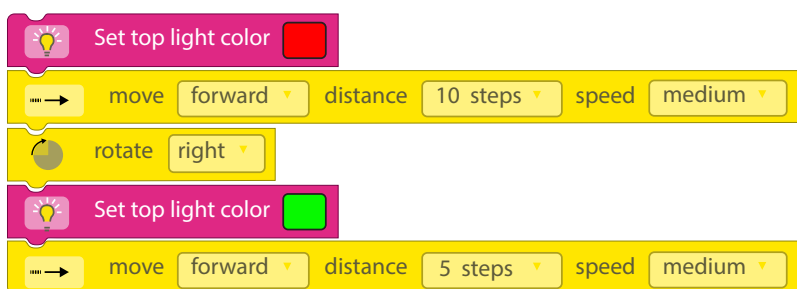 Set top light color
move forward distance 10 steps speed medium
rotate right
Set top light color
move forward distance 5 steps speed medium